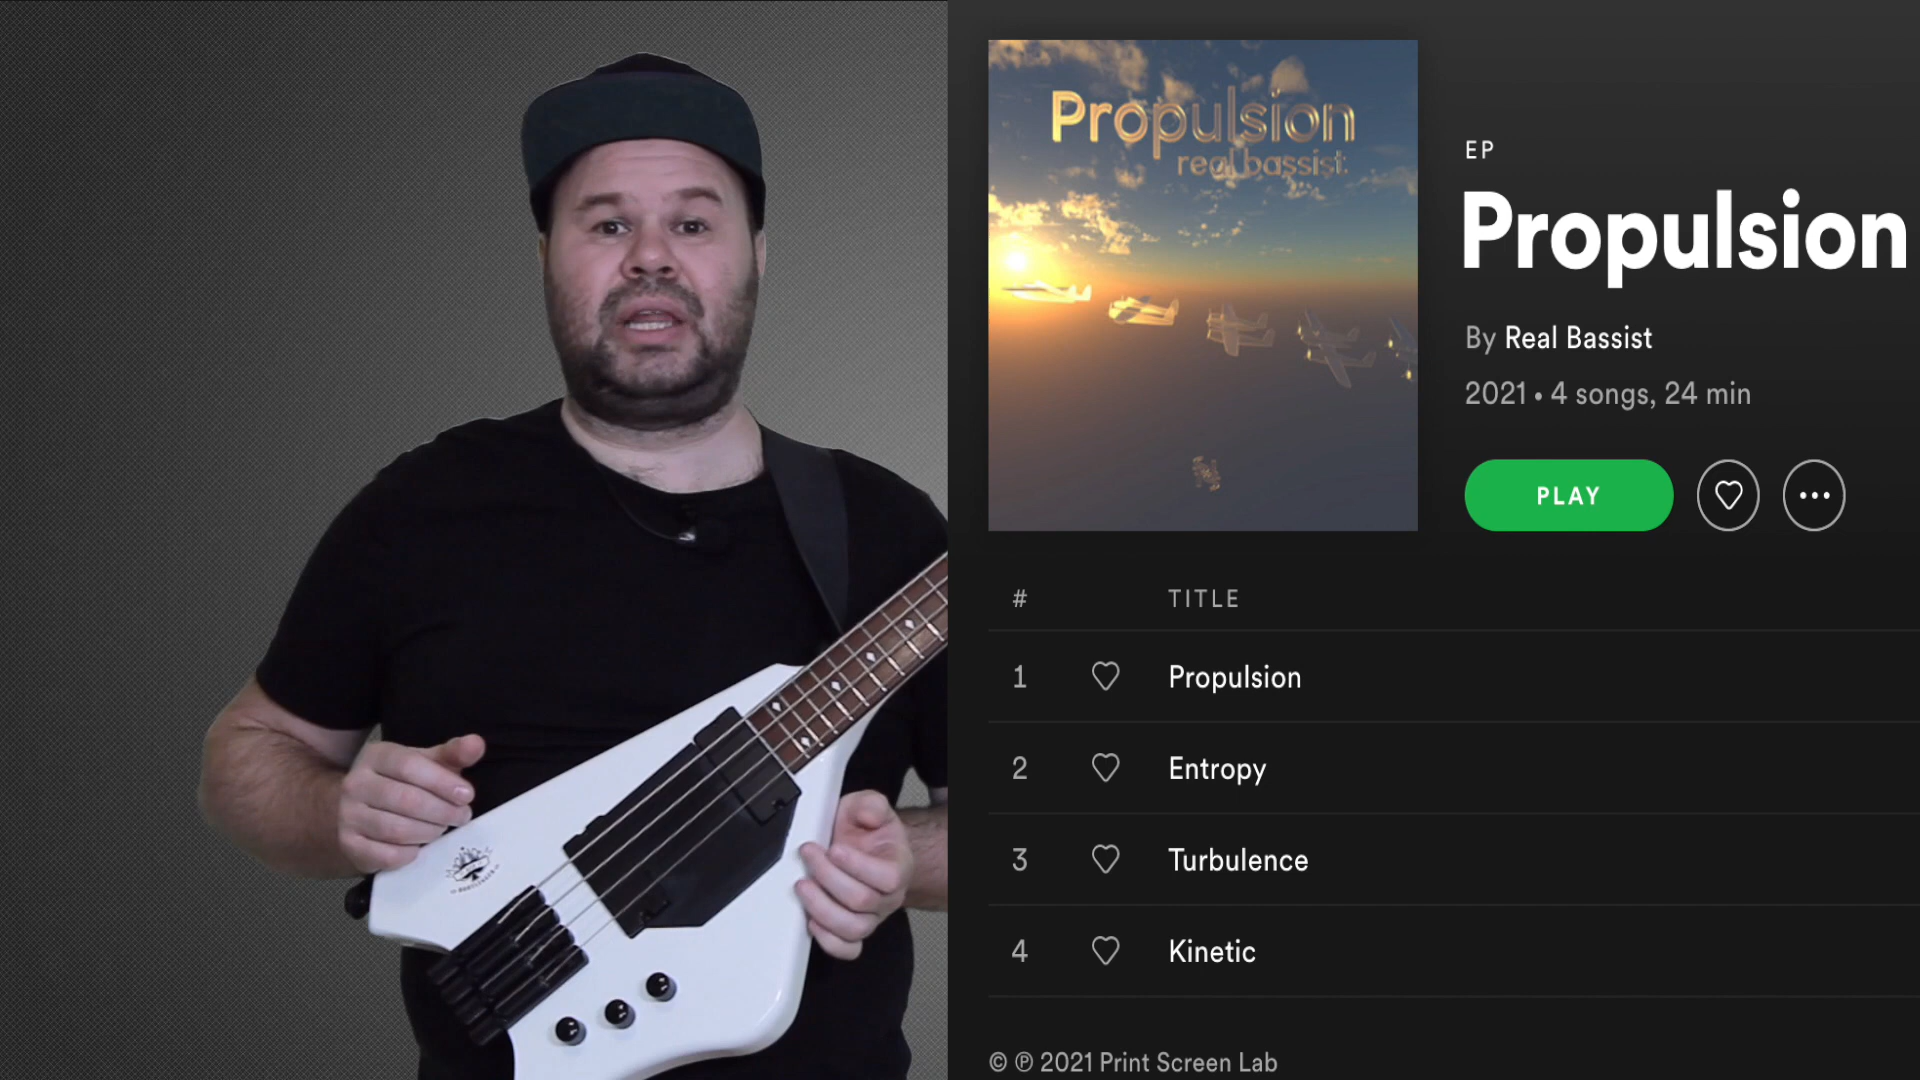 Propulsion
real bassist.
EP
Propulsion
By Real Bassist
2021 • 4 songs, 24 min
PLAY
# TITLE
1 Propulsion
2 Entropy
3 Turbulence
4 Kinetic
© ℗ 2021 Print Screen Lab